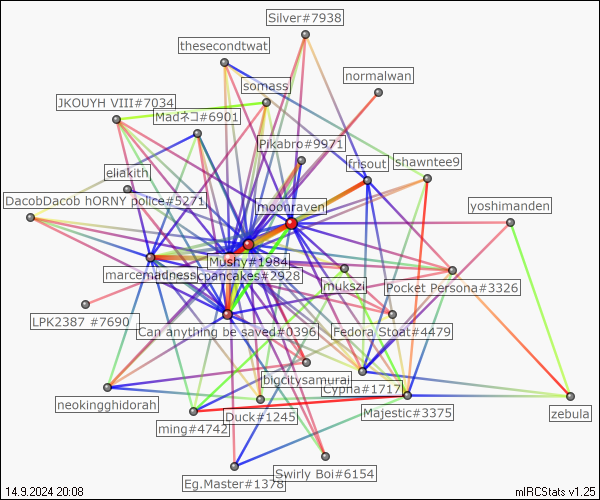 Silver#7938
thesecondtwat
normalwan
somass
JKOUYH VIII#7034
Madネコ#6901
Pikabro#9971
frisout
shawntee9
eliakith
DacobDacob hORNY police#5271
moonraven
yoshimanden
Mushy#1984
marcemadness
pancakes#2928
mukszi
Pocket Persona#3326
LPK2387 #7690
Can anything be saved#0396
Fedora Stoat#4479
bigcitysamurai
Cypha#1717
neokingghidorah
Duck#1245
Majestic#3375
zebula
ming#4742
Swirly Boi#6154
Eg.Master#1378
14.9.2024 20:08
mIRCStats v1.25